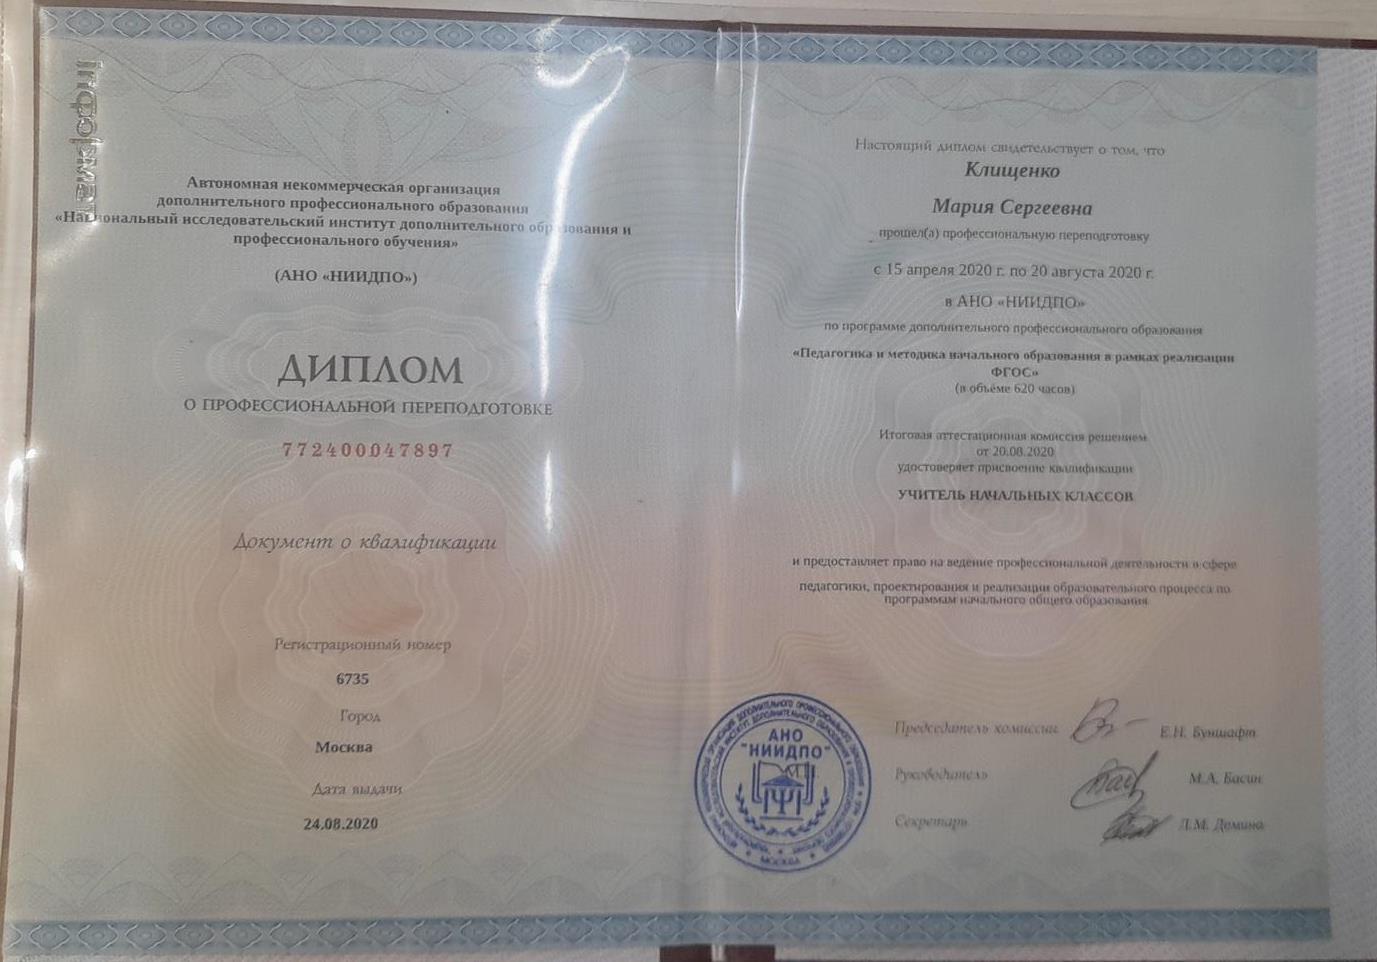 Информет
Автономная некоммерческая организация
дополнительного профессионального образования
«Национальный исследовательский институт дополнительного образования и
профессионального обучения»
(АНО «НИИДПО»)
ДИПЛОМ
О ПРОФЕССИОНАЛЬНОЙ ПЕРЕПОДГОТОВКЕ
772400047897
Документ о квалификации
Регистрационный номер
6735
Город
Москва
Дата выдачи
24.08.2020
Настоящий диплом свидетельствует о том, что
Клищенко
Мария Сергеевна
прошел(а) профессиональную переподготовку
с 15 апреля 2020 г. по 20 августа 2020 г.
в АНО «НИИДПО»
по программе дополнительного профессионального образования
«Педагогика и методика начального образования в рамках реализации
ФГОС»
(в объёме 620 часов)
Итоговая аттестационная комиссия решением
от 20.08.2020
удостоверяет присвоение квалификации
УЧИТЕЛЬ НАЧАЛЬНЫХ КЛАССОВ
и предоставляет право на ведение профессиональной деятельности в сфере
педагогики, проектирования и реализации образовательного процесса по
программам начального общего образования
Председатель комиссии Е.Н. Буншафт
Руководитель М.А. Басин
Секретарь Л.М. Демина
АНО
"НИИДПО"
М.П.
МОСКВА